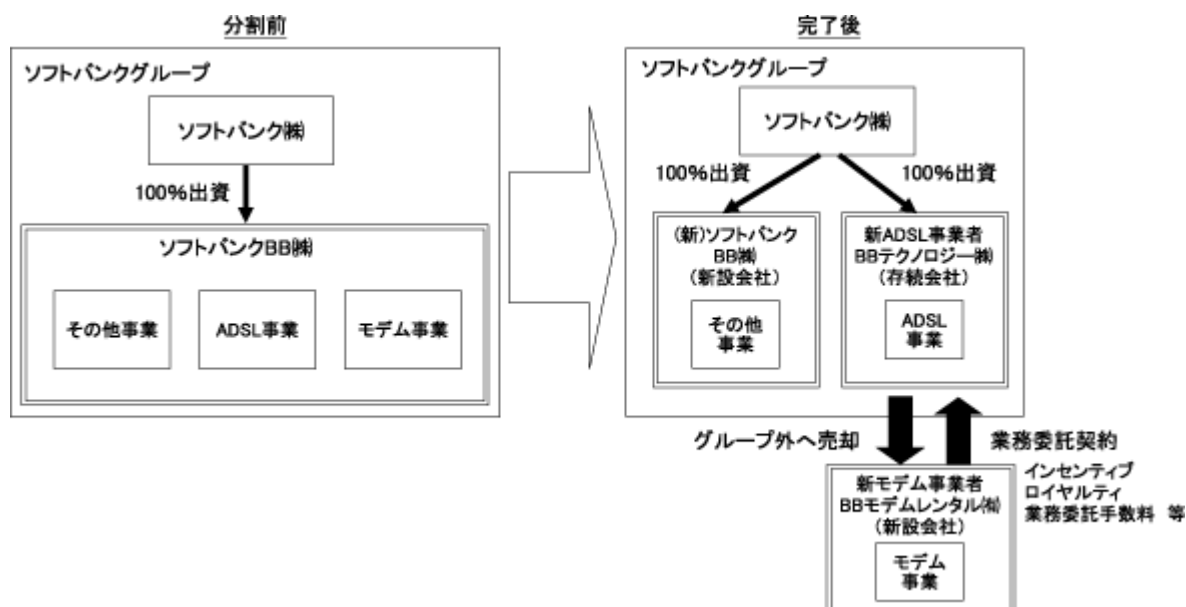 分割前
ソフトバンクグループ
ソフトバンク㈱
100%出資
ソフトバンクBB㈱
その他事業
ADSL事業
モデム事業
完了後
ソフトバンクグループ
ソフトバンク㈱
100%出資
100%出資
(新)ソフトバンク
BB㈱
(新設会社)
その他
事業
新ADSL事業者
BBテクノロジー㈱
(存続会社)
ADSL
事業
グループ外へ売却
業務委託契約
インセンティブ
ロイヤルティ
業務委託手数料 等
新モデム事業者
BBモデムレンタル㈲
(新設会社)
モデム
事業